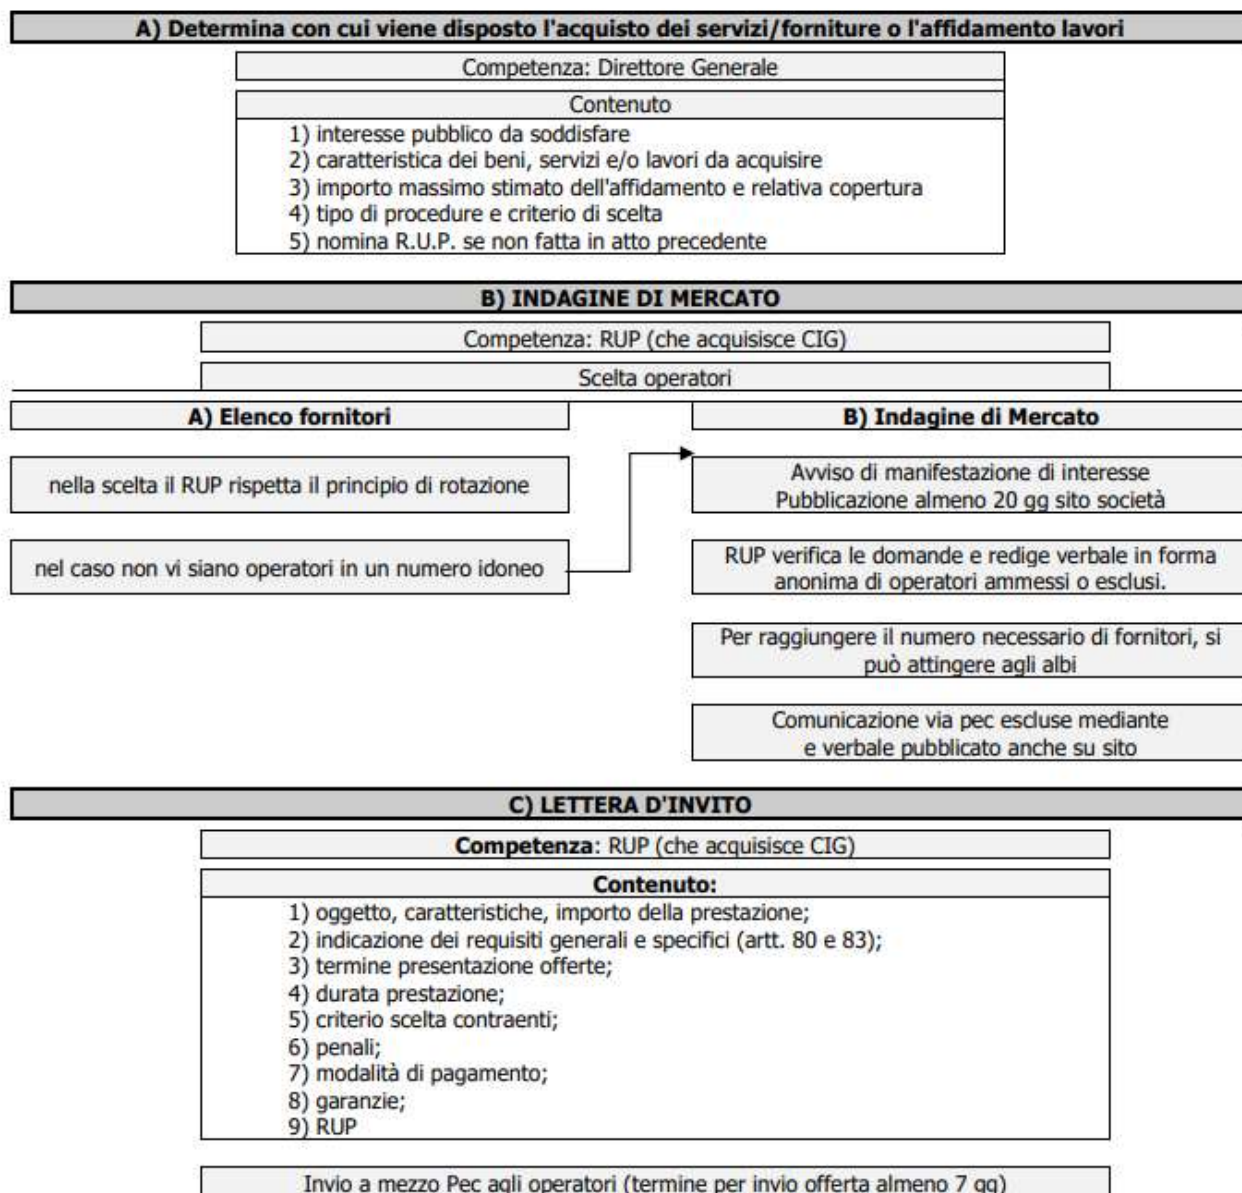 A) Determina con cui viene disposto l'acquisto dei servizi/forniture o l'affidamento lavori
Competenza: Direttore Generale
Contenuto
1) interesse pubblico da soddisfare
2) caratteristica dei beni, servizi e/o lavori da acquisire
3) importo massimo stimato dell'affidamento e relativa copertura
4) tipo di procedure e criterio di scelta
5) nomina R.U.P. se non fatta in atto precedente
B) INDAGINE DI MERCATO
Competenza: RUP (che acquisisce CIG)
Scelta operatori
A) Elenco fornitori
nella scelta il RUP rispetta il principio di rotazione
nel caso non vi siano operatori in un numero idoneo
B) Indagine di Mercato
Avviso di manifestazione di interesse
Pubblicazione almeno 20 gg sito società
RUP verifica le domande e redige verbale in forma
anonima di operatori ammessi o esclusi.
Per raggiungere il numero necessario di fornitori, si
può attingere agli albi
Comunicazione via pec escluse mediante
e verbale pubblicato anche su sito
C) LETTERA D'INVITO
Competenza: RUP (che acquisisce CIG)
Contenuto:
1) oggetto, caratteristiche, importo della prestazione;
2) indicazione dei requisiti generali e specifici (artt. 80 e 83);
3) termine presentazione offerte;
4) durata prestazione;
5) criterio scelta contraenti;
6) penali;
7) modalità di pagamento;
8) garanzie;
9) RUP
Invio a mezzo Pec agli operatori (termine per invio offerta almeno 7 gg)